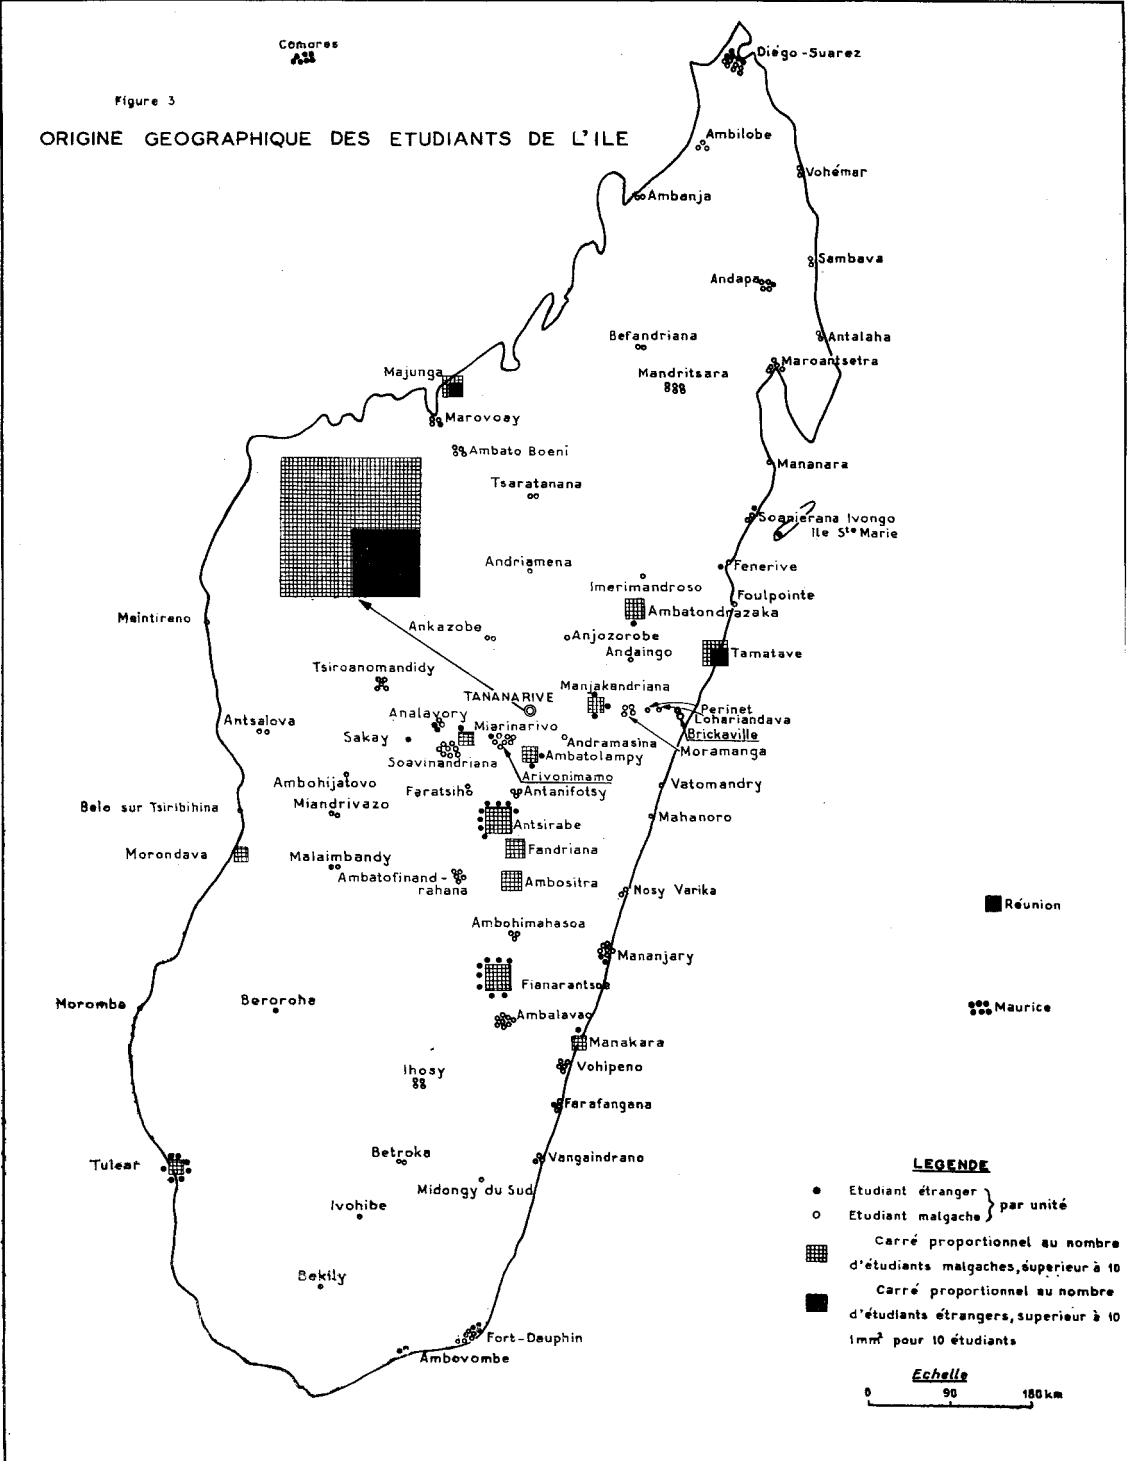 Comores
Diégo-Suarez
Figure 3
ORIGINE GEOGRAPHIQUE DES ETUDIANTS DE L'ILE
Ambilobe
Vohémar
Ambanja
Sambava
Andapa
Befandriana
Antalaha
Maroantsetra
Majunga
Mandritsara
Marovoay
Ambato Boeni
Mananara
Tsaratanana
Soanierana Ivongo
Ile Ste Marie
Andriamena
Fenerive
Imerimandroso
Foulpointe
Ambatondrazaka
Maintirano
Ankazobe
Anjozorobe
Andaingo
Tamatave
Tsiroanomandidy
Manjakandriana
TANANARIVE
Perinet
Analavory
Lohariandava
Antsalova
Miarinarivo
Brickaville
Sakay
Andramasina
Moramanga
Soavinandriana
Ambatolampy
Arivonimamo
Ambohijatovo
Faratsiho
Antanifotsy
Vatomandry
Miandrivazo
Belo sur Tsiribihina
Mahanoro
Antsirabe
Morondava
Malaimbandy
Fandriana
Ambatofinand-
rahana
Ambositra
Nosy Varika
Réunion
Ambohimahasoa
Mananjary
Fianarantsoa
Moromba
Beroroha
Maurice
Ambalavao
Manakara
Ihosy
Vohipeno
Farafangana
Betroka
Vangaindrano
Tulear
Midongy du Sud
Ivohibe
Bekily
Fort-Dauphin
Ambovombe
LEGENDE
Etudiant étranger
par unité
Etudiant malgache
Carré proportionnel au nombre
d'étudiants malgaches, superieur à 10
Carré proportionnel au nombre
d'étudiants étrangers, superieur à 10
1mm² pour 10 étudiants
Echelle
0 90 180 km